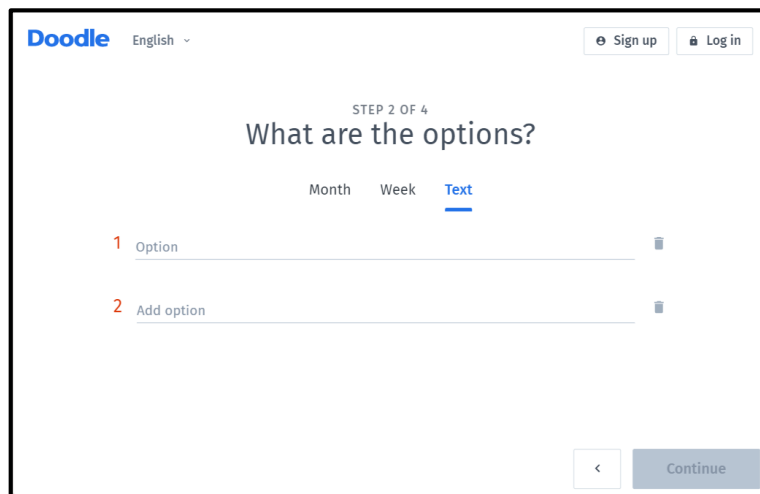 Doodle English Sign up Log in
STEP 2 OF 4
What are the options?
Month Week Text
1 Option
2 Add option
Continue